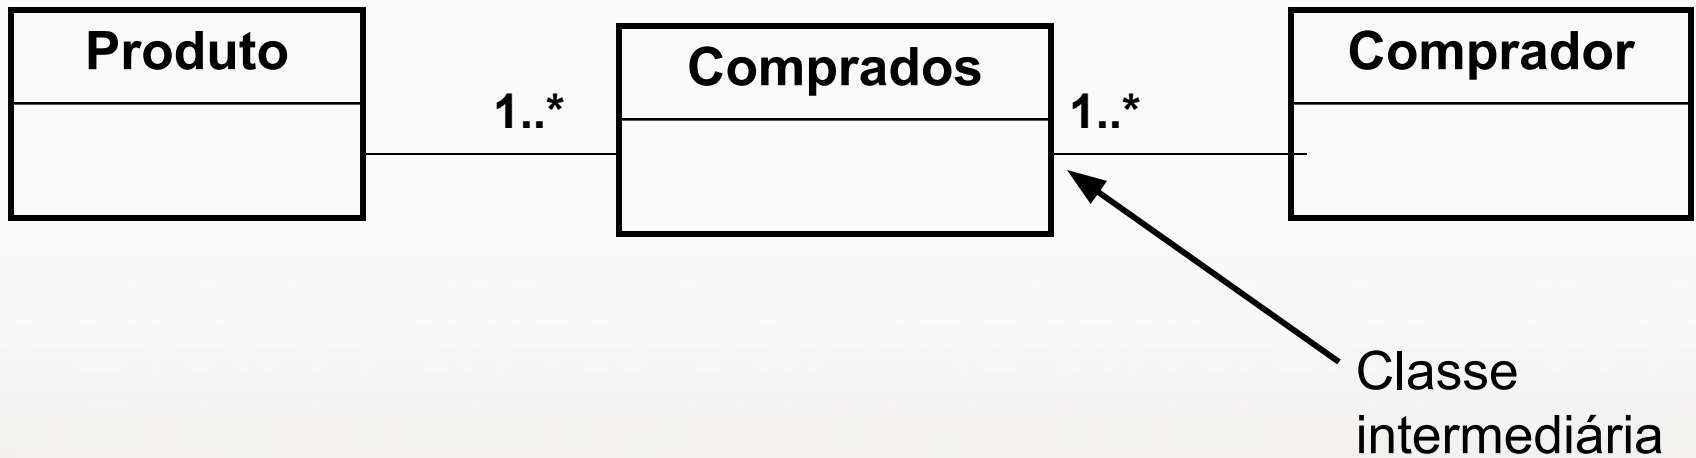 Produto
Comprados
Comprador
1..*
1..*
Classe
intermediária